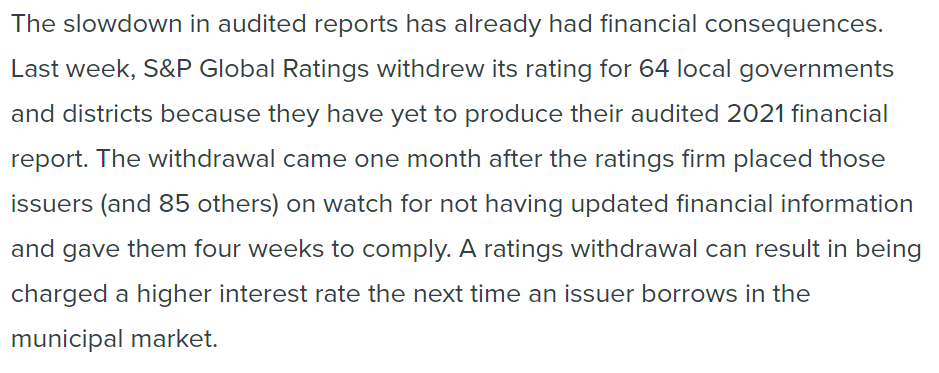 The slowdown in audited reports has already had financial consequences.
Last week, S&P Global Ratings withdrew its rating for 64 local governments
and districts because they have yet to produce their audited 2021 financial
report. The withdrawal came one month after the ratings firm placed those
issuers (and 85 others) on watch for not having updated financial information
and gave them four weeks to comply. A ratings withdrawal can result in being
charged a higher interest rate the next time an issuer borrows in the
municipal market.